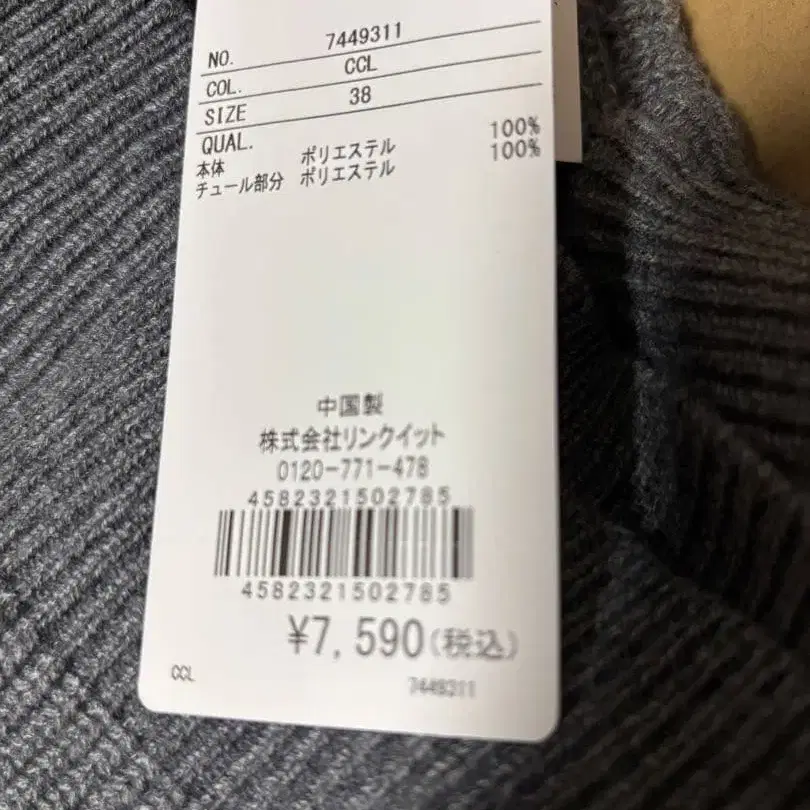 NO. 7449311
COL. CCL
SIZE 38
QUAL.
本体 ポリエステル 100%
チュール部分 ポリエステル 100%
中国製
株式会社リンクイット
0120-771-478
4582321502785
4582321502785
¥7,590(税込)
CCL 7449311